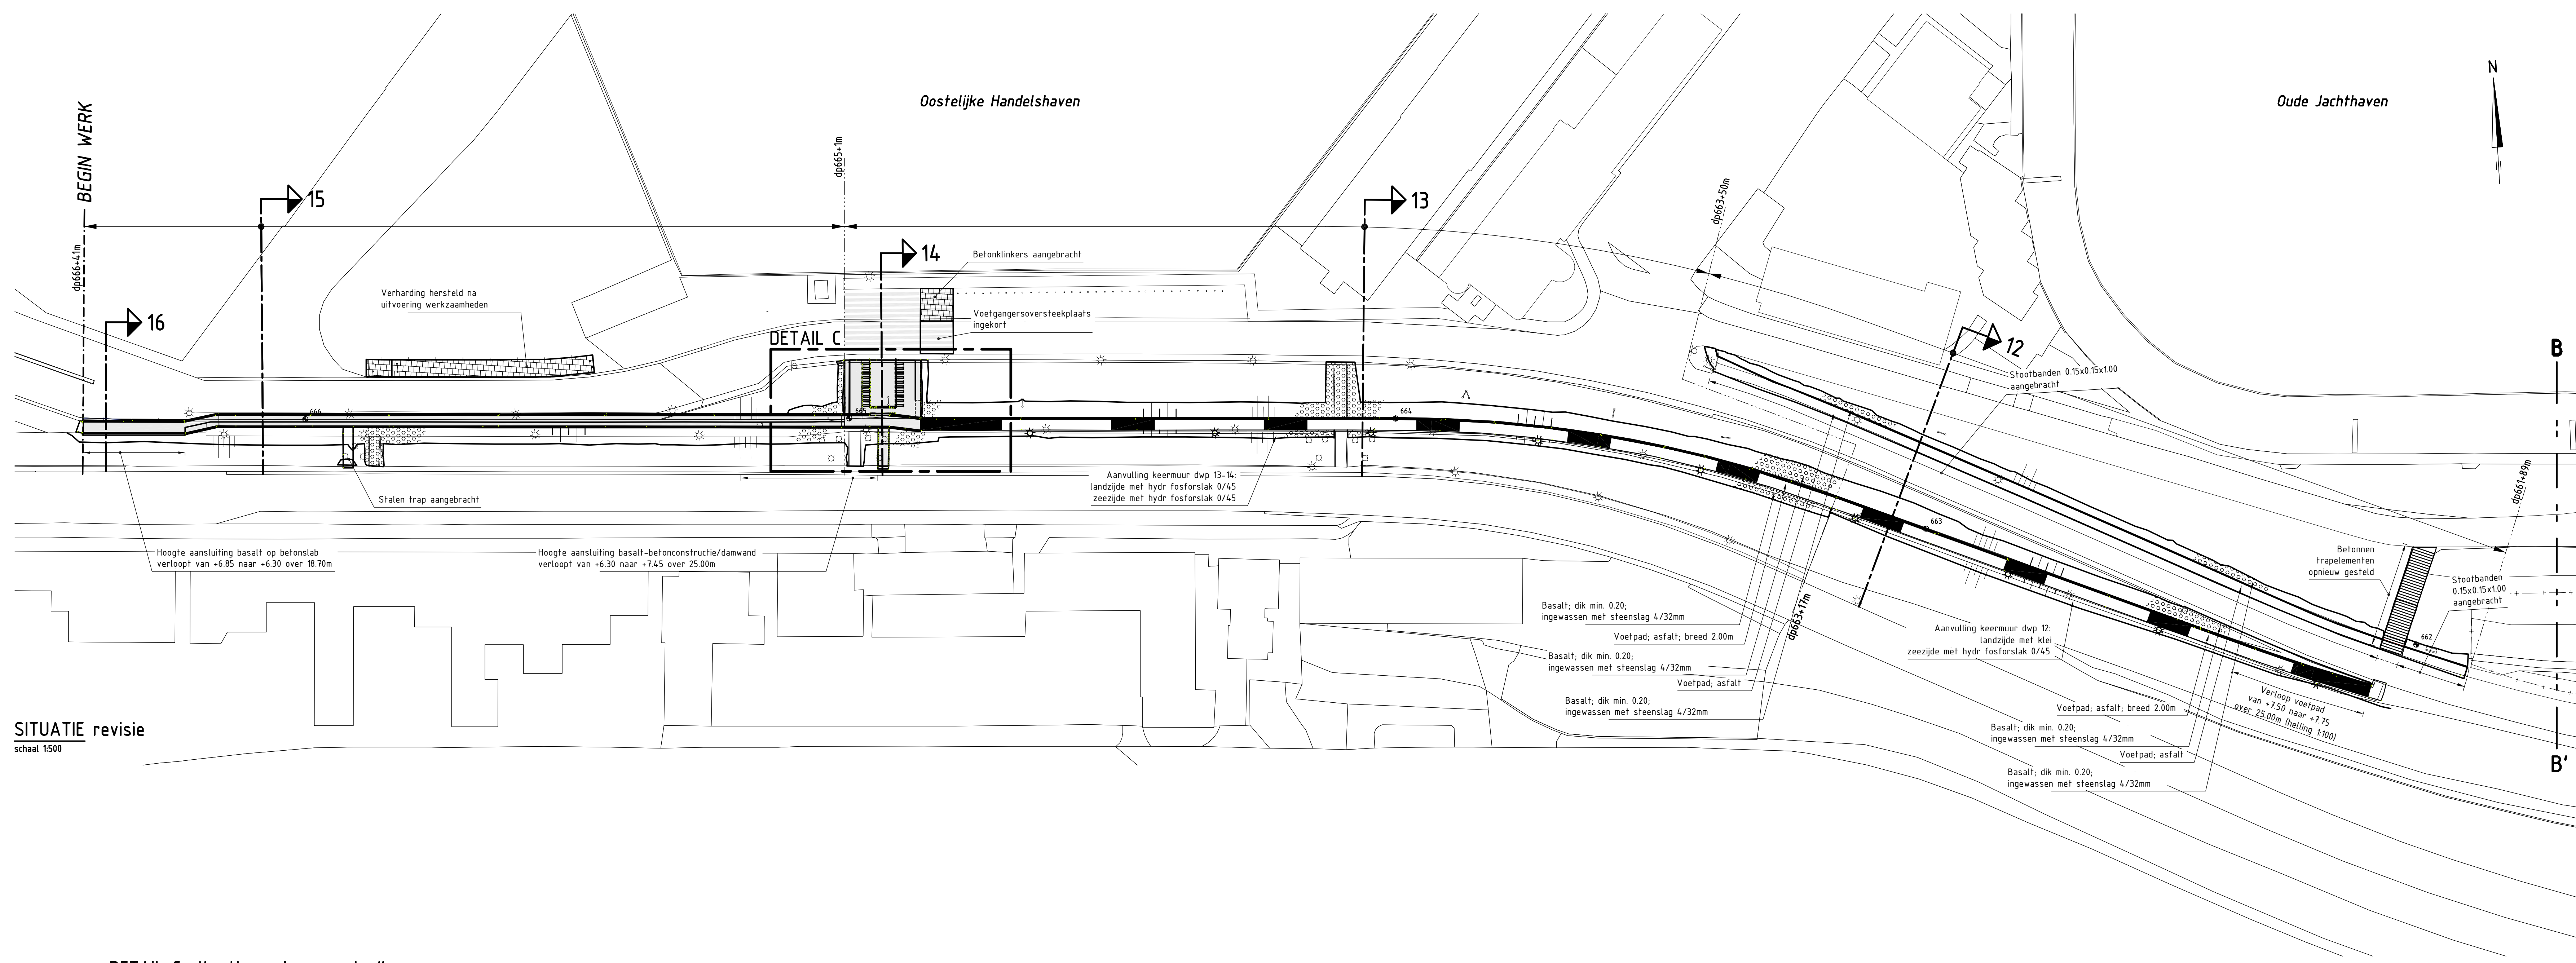 Oostelijke Handelshaven
Oude Jachthaven
N
BEGIN WERK
dp666+41m
dp665+1m
dp663+50m
15
13
14
16
12
Betonklinkers aangebracht
Verharding hersteld na
uitvoering werkzaamheden
Voetgangersoversteekplaats
ingekort
DETAIL C
Stootbanden 0.15x0.15x1.00
aangebracht
B
666
665
664
663
662
dp661+89m
Stalen trap aangebracht
Aanvulling keermuur dwp 13-14:
landzijde met hydr fosforslak 0/45
zeezijde met hydr fosforslak 0/45
Hoogte aansluiting basalt op betonslab
verloopt van +6.85 naar +6.30 over 18.70m
Hoogte aansluiting basalt-betonconstructie/damwand
verloopt van +6.30 naar +7.45 over 25.00m
Betonnen
trapelementen
opnieuw gesteld
Stootbanden
0.15x0.15x1.00
aangebracht
Basalt; dik min. 0.20;
ingewassen met steenslag 4/32mm
Voetpad; asfalt; breed 2.00m
Basalt; dik min. 0.20;
ingewassen met steenslag 4/32mm
Voetpad; asfalt
Basalt; dik min. 0.20;
ingewassen met steenslag 4/32mm
dp663+17m
Aanvulling keermuur dwp 12:
landzijde met klei
zeezijde met hydr fosforslak 0/45
Verloop voetpad
van +7.50 naar +7.75
over 25.00m (helling 1:100)
Voetpad; asfalt; breed 2.00m
Basalt; dik min. 0.20;
ingewassen met steenslag 4/32mm
Voetpad; asfalt
Basalt; dik min. 0.20;
ingewassen met steenslag 4/32mm
B'
SITUATIE revisie
schaal 1:500